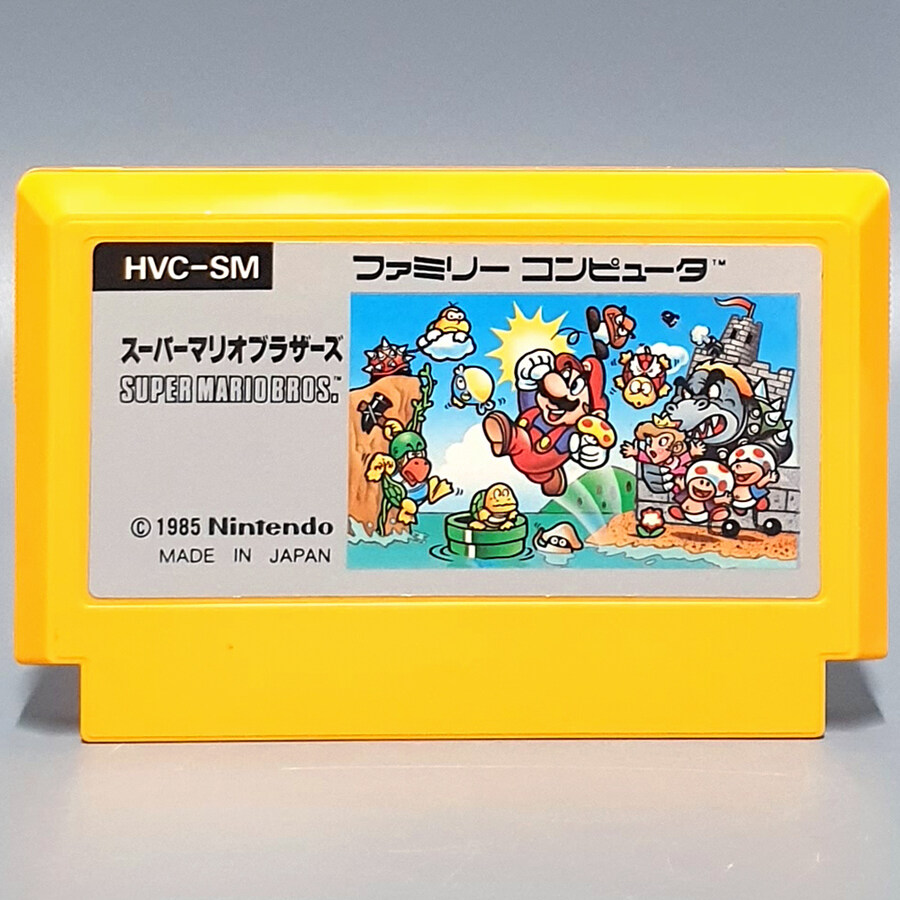 HVC-SM
ファミリー コンピュータ™
スーパーマリオブラザーズ
SUPER MARIO BROS.™
© 1985 Nintendo
MADE IN JAPAN